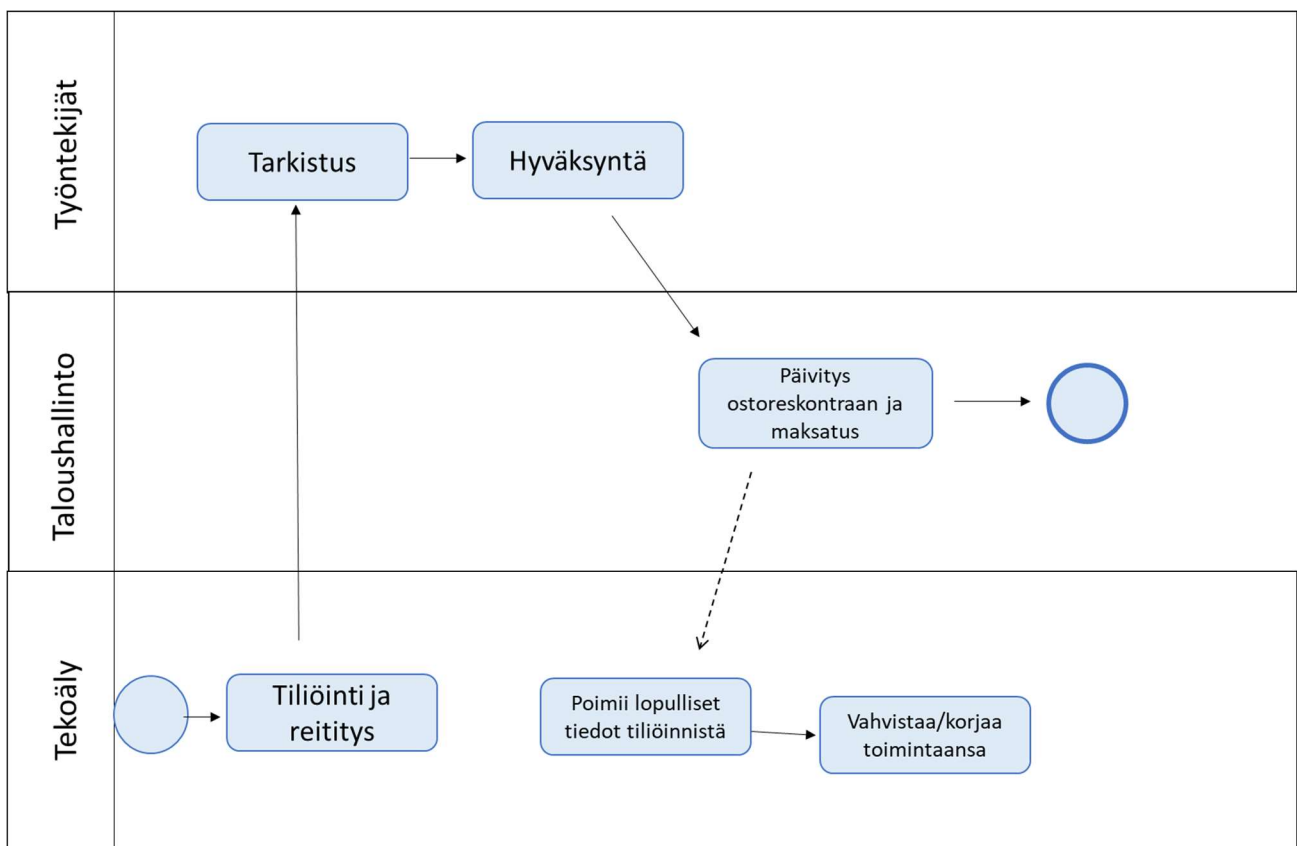 Työntekijät
Tarkistus
Hyväksyntä
Taloushallinto
Päivitys
ostoreskontraan ja
maksatus
Tekoäly
Tiliöinti ja
reititys
Poimii lopulliset
tiedot tiliöinnistä
Vahvistaa/korjaa
toimintaansa